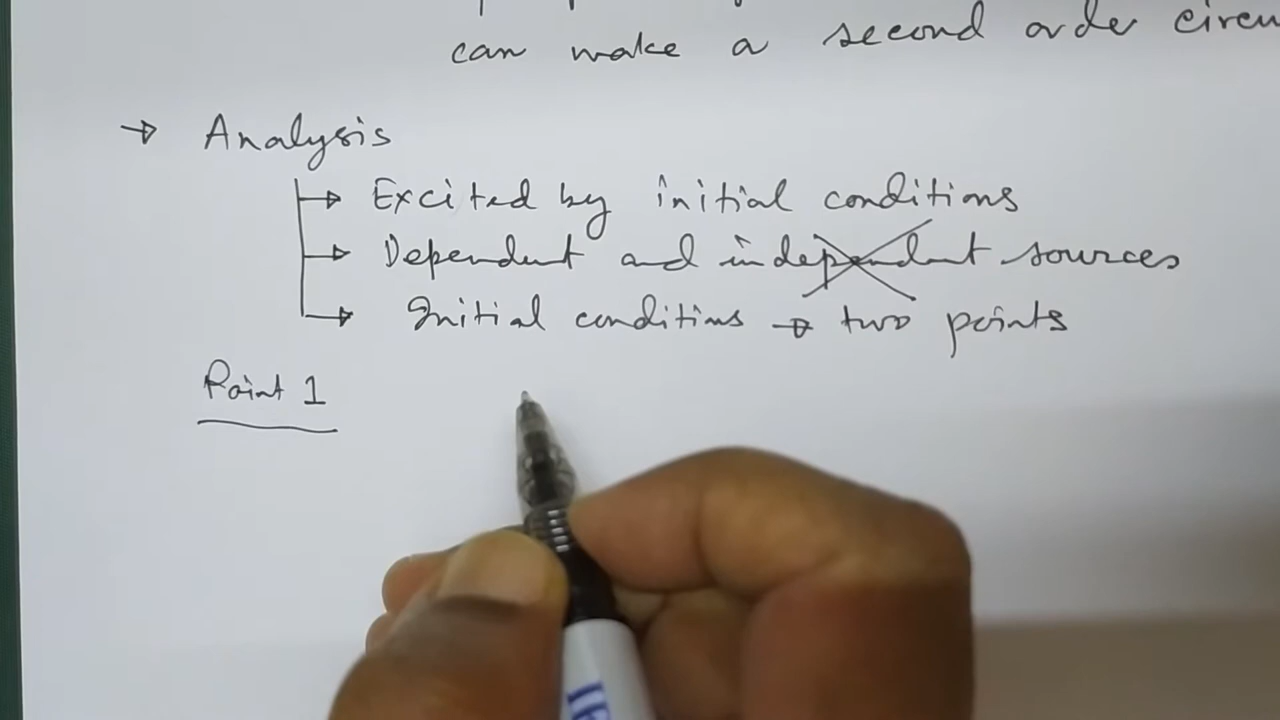 can make a second order circu
→ Analysis
→ Excited by initial conditions
→ Dependent and independent sources
→ Initial conditions → two points
Point 1